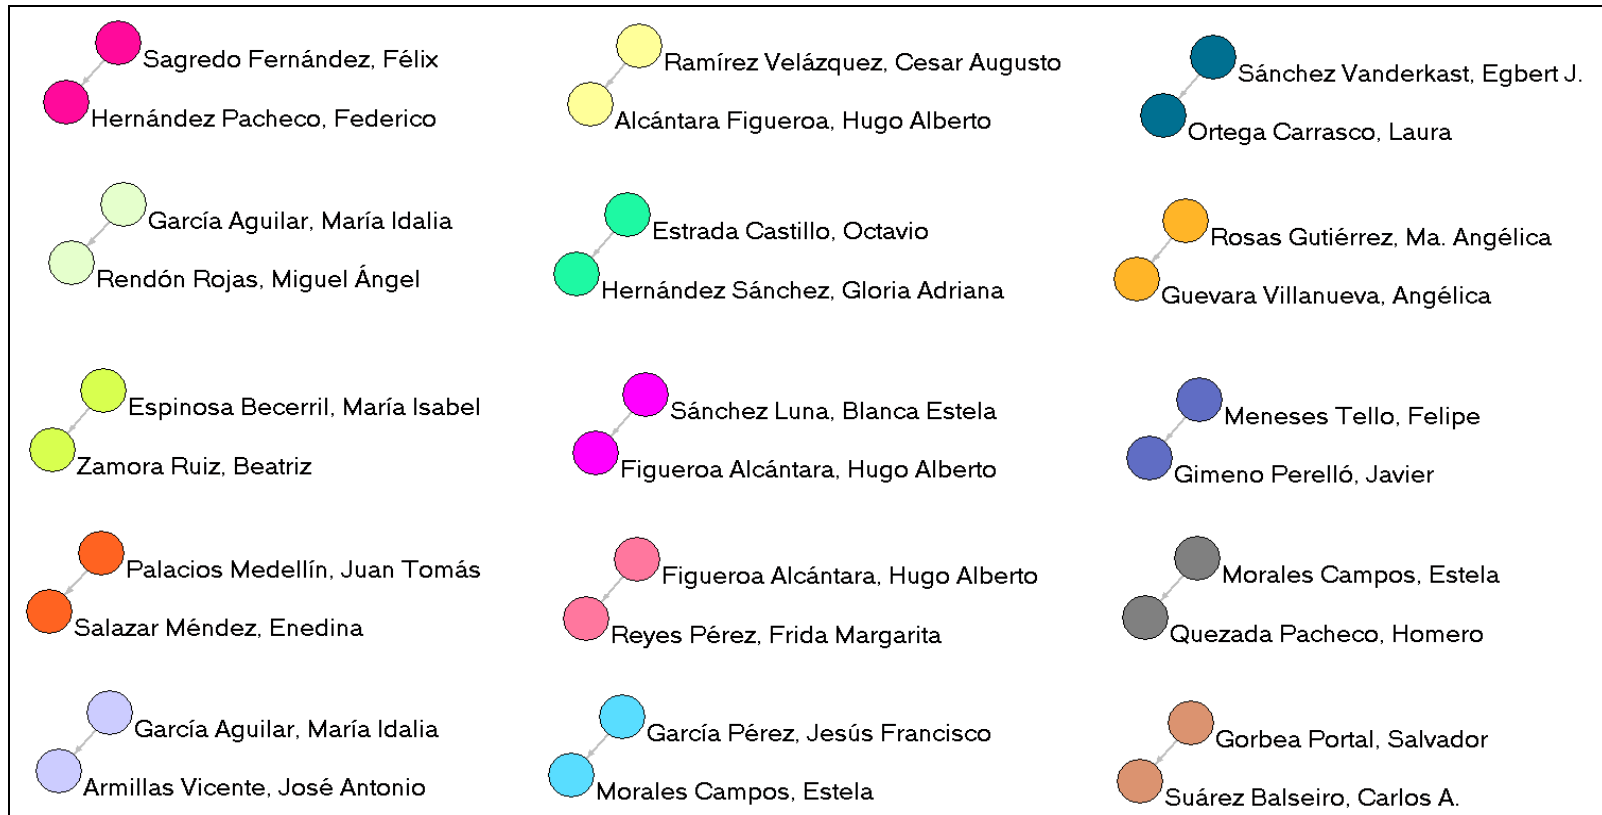 Sagredo Fernández, Félix
Hernández Pacheco, Federico
Ramírez Velázquez, Cesar Augusto
Alcántara Figueroa, Hugo Alberto
Sánchez Vanderkast, Egbert J.
Ortega Carrasco, Laura
García Aguilar, María Idalia
Rendón Rojas, Miguel Ángel
Estrada Castillo, Octavio
Hernández Sánchez, Gloria Adriana
Rosas Gutiérrez, Ma. Angélica
Guevara Villanueva, Angélica
Espinosa Becerril, María Isabel
Zamora Ruiz, Beatriz
Sánchez Luna, Blanca Estela
Figueroa Alcántara, Hugo Alberto
Meneses Tello, Felipe
Gimeno Perelló, Javier
Palacios Medellín, Juan Tomás
Salazar Méndez, Enedina
Figueroa Alcántara, Hugo Alberto
Reyes Pérez, Frida Margarita
Morales Campos, Estela
Quezada Pacheco, Homero
García Aguilar, María Idalia
Armillas Vicente, José Antonio
García Pérez, Jesús Francisco
Morales Campos, Estela
Gorbea Portal, Salvador
Suárez Balseiro, Carlos A.